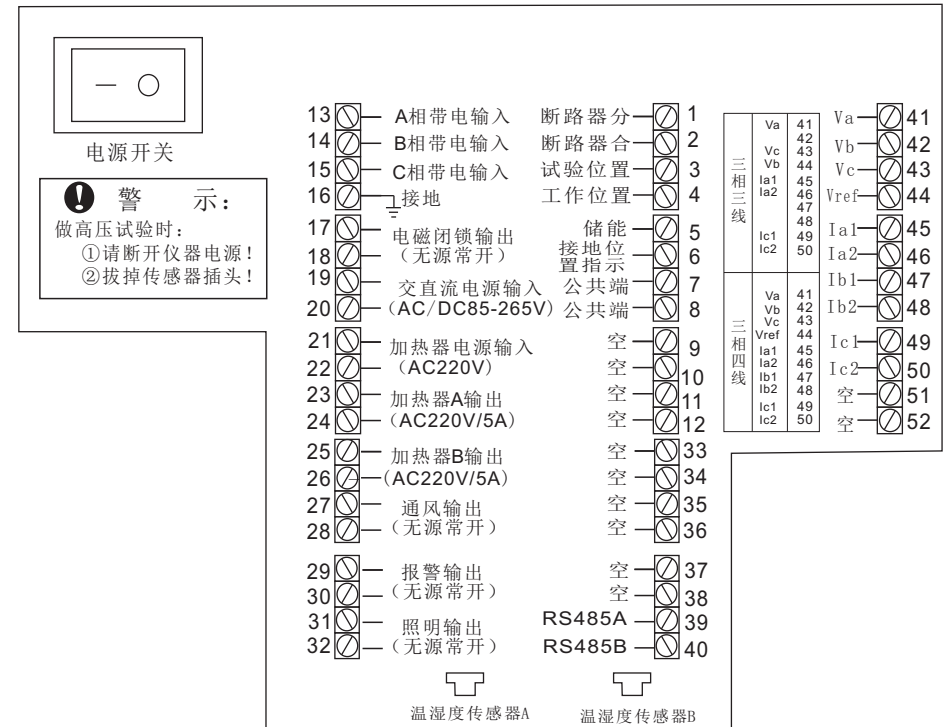 电源开关
警 示：
做高压试验时：
①请断开仪器电源！
②拔掉传感器插头！
13 A相带电输入
14 B相带电输入
15 C相带电输入
16 接地
17 电磁闭锁输出
18 （无源常开）
19 交直流电源输入
20 （AC/DC85-265V）
21 加热器电源输入
22 （AC220V）
23 加热器A输出
24 （AC220V/5A）
25 加热器B输出
26 （AC220V/5A）
27 通风输出
28 （无源常开）
29 报警输出
30 （无源常开）
31 照明输出
32 （无源常开）
温湿度传感器A
断路器分 1
断路器合 2
试验位置 3
工作位置 4
储能 5
接地位
置指示 6
公共端 7
公共端 8
空 9
空 10
空 11
空 12
空 33
空 34
空 35
空 36
空 37
空 38
RS485A 39
RS485B 40
温湿度传感器B
三相三线
Va 41
42
Vc 43
Vb 44
Ia1 45
Ia2 46
47
48
Ic1 49
Ic2 50
三相四线
Va 41
Vb 42
Vc 43
Vref 44
Ia1 45
Ia2 46
Ib1 47
Ib2 48
Ic1 49
Ic2 50
Va 41
Vb 42
Vc 43
Vref 44
Ia1 45
Ia2 46
Ib1 47
Ib2 48
Ic1 49
Ic2 50
空 51
空 52